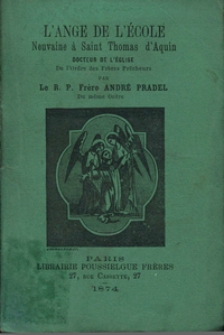 L'ANGE DE L'ÉCOLE
Neuvaine à Saint Thomas d'Aquin
DOCTEUR DE L'ÉGLISE
De l'ordre des Frères Prêcheurs
PAR
Le R. P. Frère ANDRÉ PRADEL
Du même Ordre
PARIS
LIBRAIRIE POUSSIELGUE FRÈRES
27, RUE CASSETTE, 27
1874